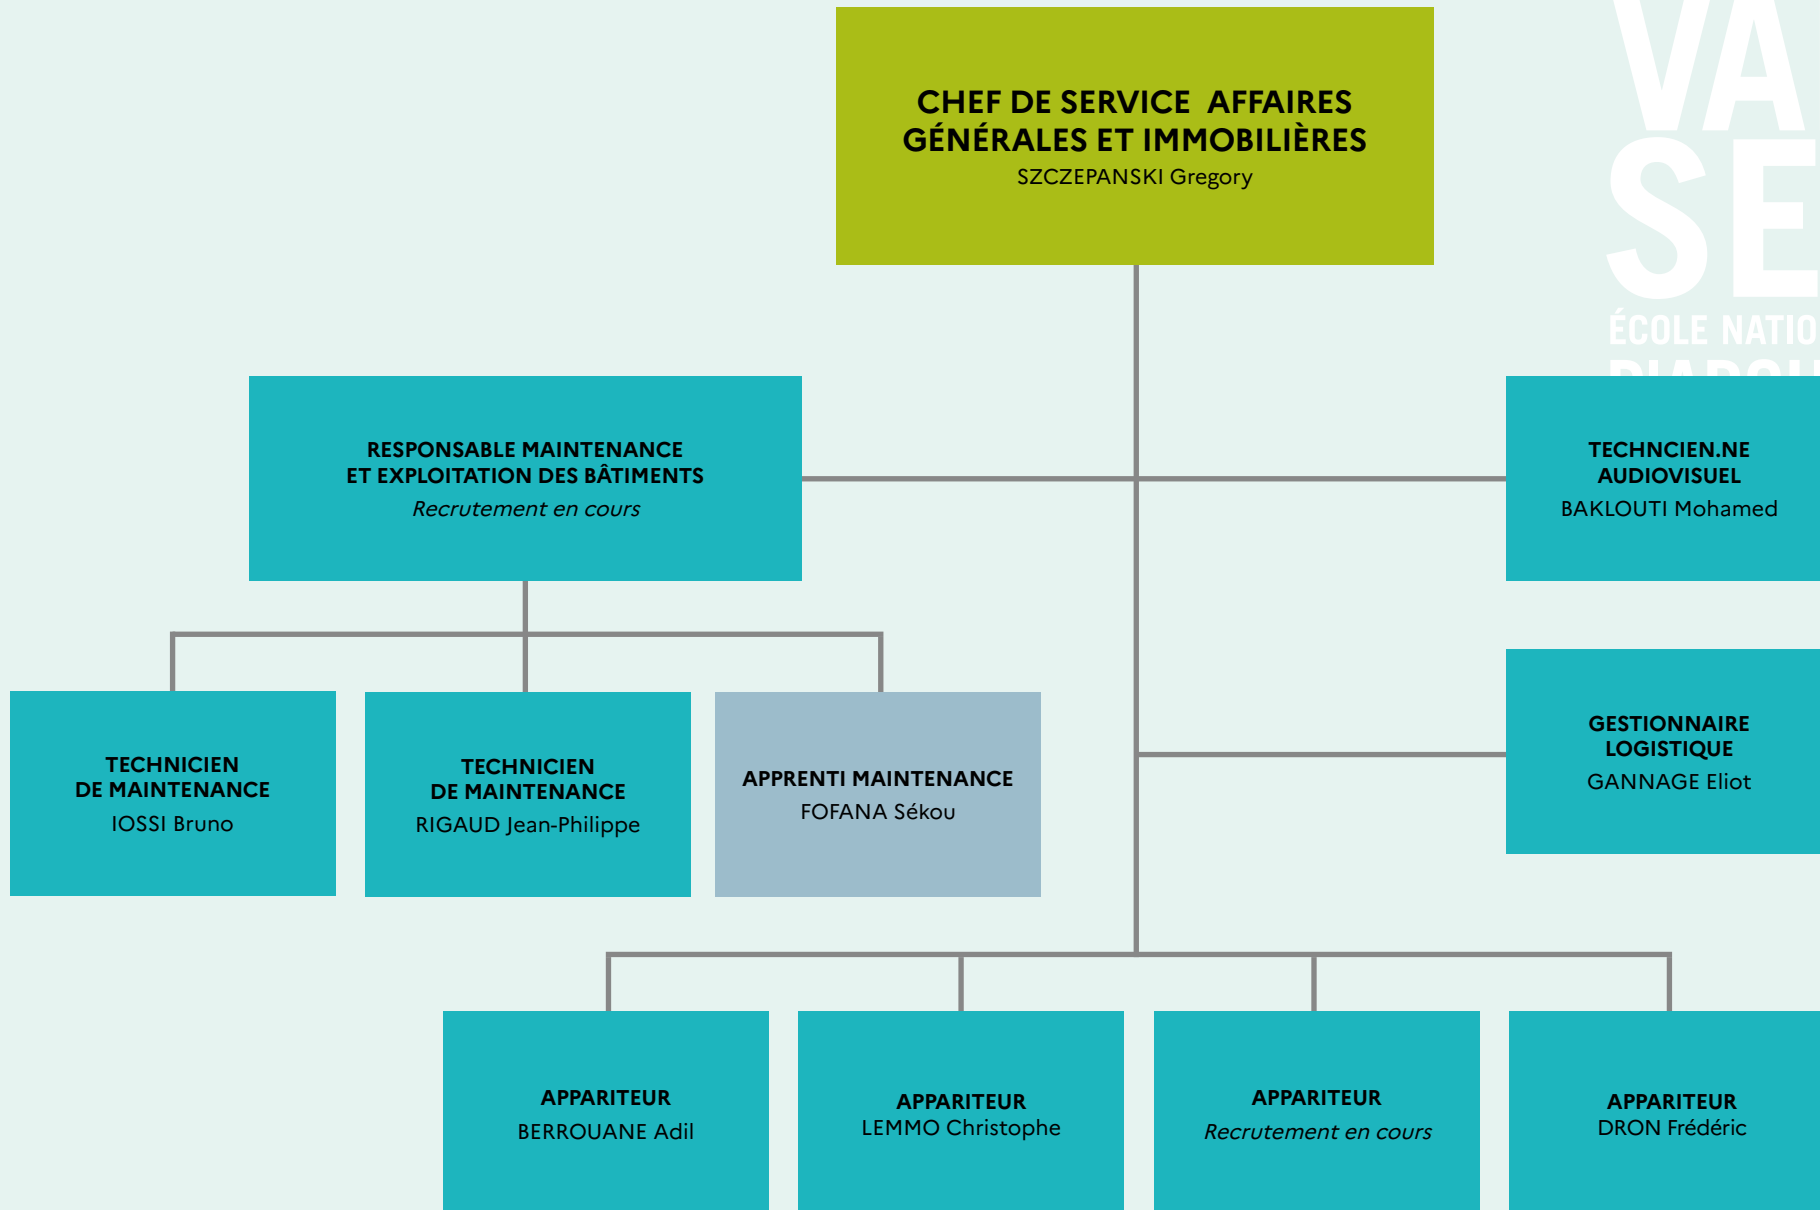 CHEF DE SERVICE AFFAIRES
GÉNÉRALES ET IMMOBILIÈRES
SZCZEPANSKI Gregory
VA
SE
ÉCOLE NATIO
RESPONSABLE MAINTENANCE
ET EXPLOITATION DES BÂTIMENTS
Recrutement en cours
TECHNCIEN.NE
AUDIOVISUEL
BAKLOUTI Mohamed
TECHNICIEN
DE MAINTENANCE
IOSSI Bruno
TECHNICIEN
DE MAINTENANCE
RIGAUD Jean-Philippe
APPRENTI MAINTENANCE
FOFANA Sékou
GESTIONNAIRE
LOGISTIQUE
GANNAGE Eliot
APPARITEUR
BERROUANE Adil
APPARITEUR
LEMMO Christophe
APPARITEUR
Recrutement en cours
APPARITEUR
DRON Frédéric